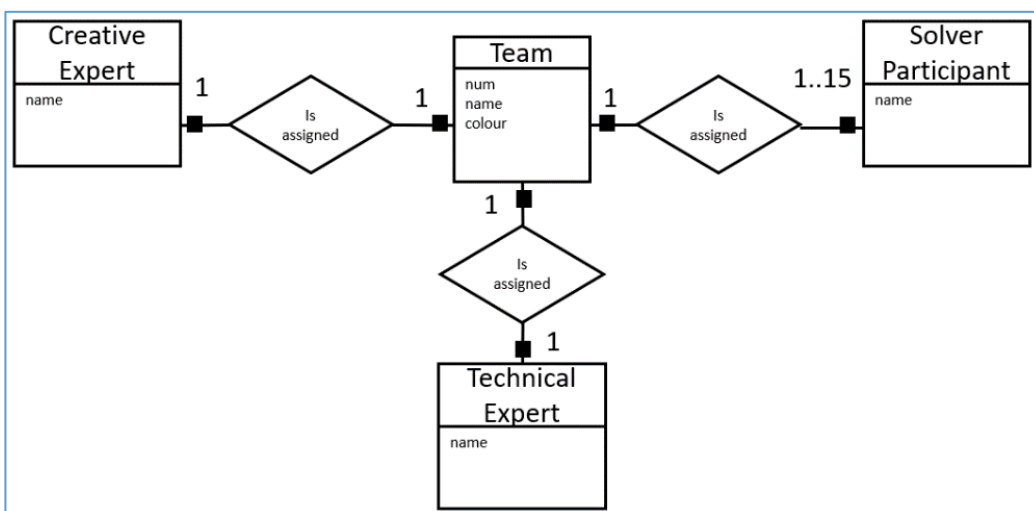 Creative
Expert
name
1
Is
assigned
1
Team
num
name
colour
1
Is
assigned
1..15
Solver
Participant
name
1
Is
assigned
1
Technical
Expert
name